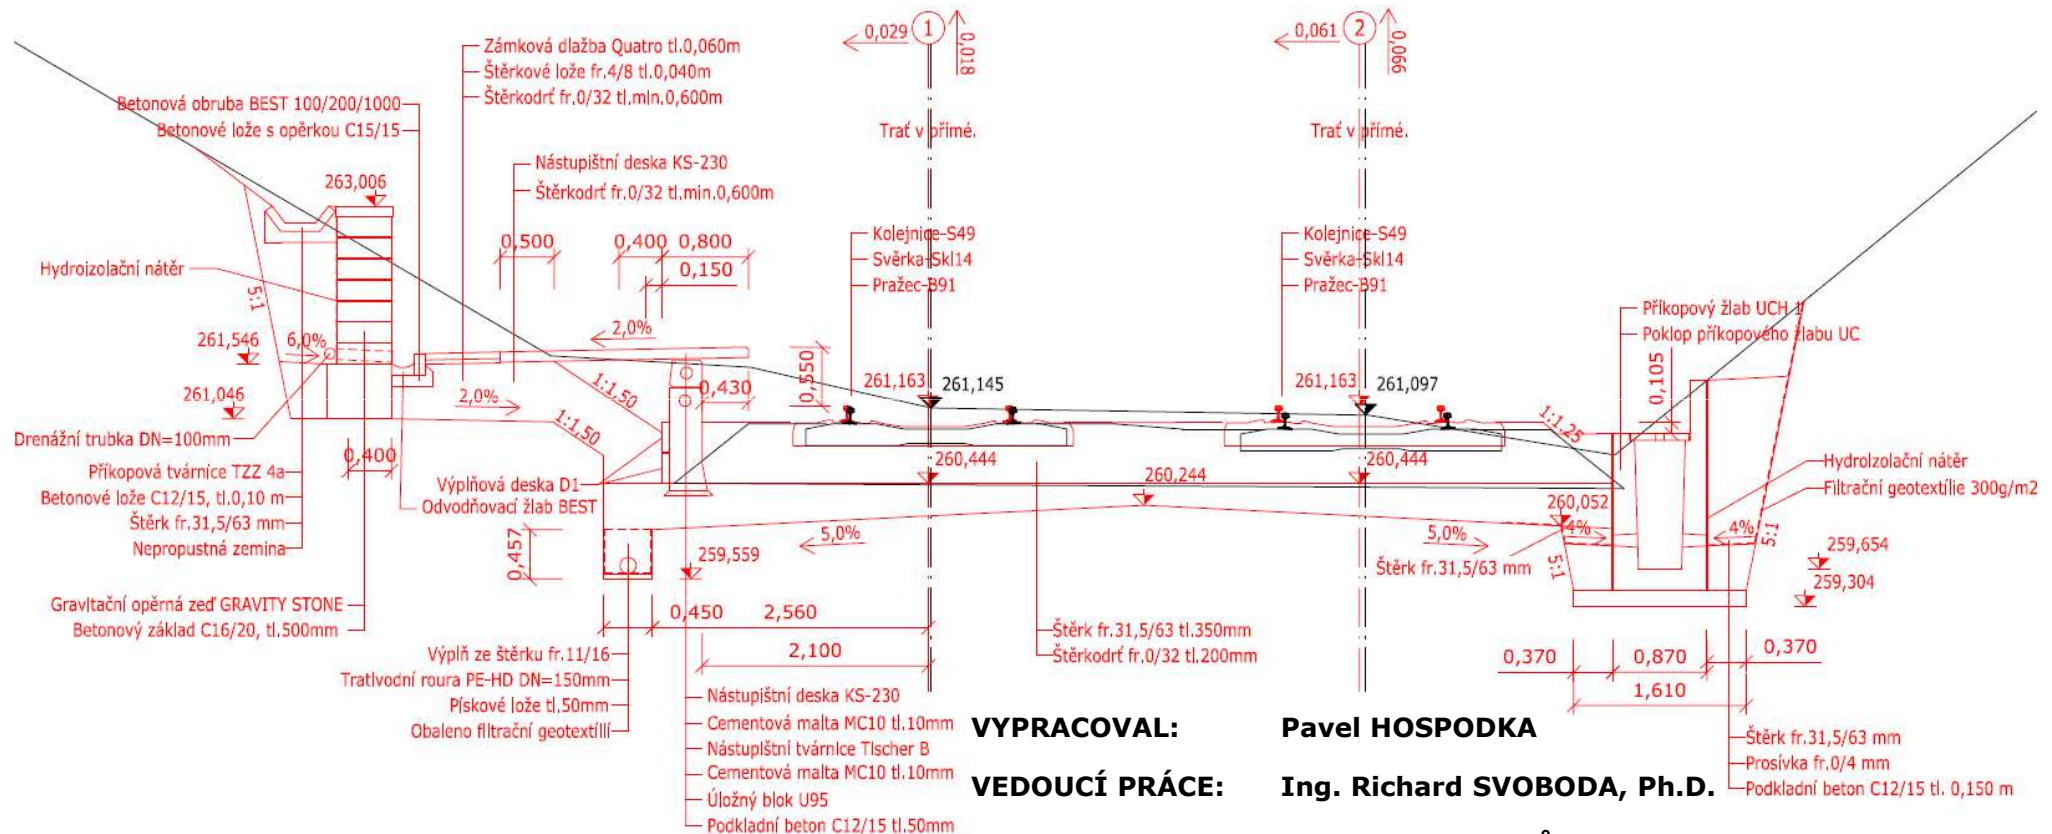 0,029
1
0,018
0,061
2
0,066
Zámková dlažba Quatro tl.0,060m
Štěrkové lože fr.4/8 tl.0,040m
Štěrkodrť fr.0/32 tl.min.0,600m
Betonová obruba BEST 100/200/1000
Betonové lože s opěrkou C15/15
Trať v přímé.
Trať v přímé.
Nástupištní deska KS-230
Štěrkodrť fr.0/32 tl.min.0,600m
263,006
0,500
0,400
0,800
0,150
Kolejnice-S49
Svěrka-Skl14
Pražec-B91
Kolejnice-S49
Svěrka-Skl14
Pražec-B91
Hydroizolační nátěr
5:1
Příkopový žlab UCH 1
Poklop příkopového žlabu UC
261,546
6,0%
2,0%
0,550
0,105
1:1,50
0,430
261,163
261,145
261,163
261,097
261,046
2,0%
1:1,50
1:1.25
Drenážní trubka DN=100mm
0,400
Příkopová tvárnice TZZ 4a
Betonové lože C12/15, tl.0,10 m
Štěrk fr.31,5/63 mm
Nepropustná zemina
Výplňová deska D1
Odvodňovací žlab BEST
260,444
260,244
260,444
260,052
Hydroizolační nátěr
Filtrační geotextílie 300g/m2
0,457
259,559
5,0%
5,0%
4%
4%
5:1
5:1
Štěrk fr.31,5/63 mm
259,654
259,304
Gravitační opěrná zeď GRAVITY STONE
Betonový základ C16/20, tl.500mm
0,450
2,560
2,100
Štěrk fr.31,5/63 tl.350mm
Štěrkodrť fr.0/32 tl.200mm
0,370
0,870
0,370
1,610
Výplň ze štěrku fr.11/16
Trativodní roura PE-HD DN=150mm
Pískové lože tl.50mm
Obaleno filtrační geotextílií
Nástupištní deska KS-230
Cementová malta MC10 tl.10mm
Nástupištní tvárnice Tischer B
Cementová malta MC10 tl.10mm
Úložný blok U95
Podkladní beton C12/15 tl.50mm
Štěrk fr.31,5/63 mm
Prosívka fr.0/4 mm
Podkladní beton C12/15 tl. 0,150 m
VYPRACOVAL: Pavel HOSPODKA
VEDOUCÍ PRÁCE: Ing. Richard SVOBODA, Ph.D.